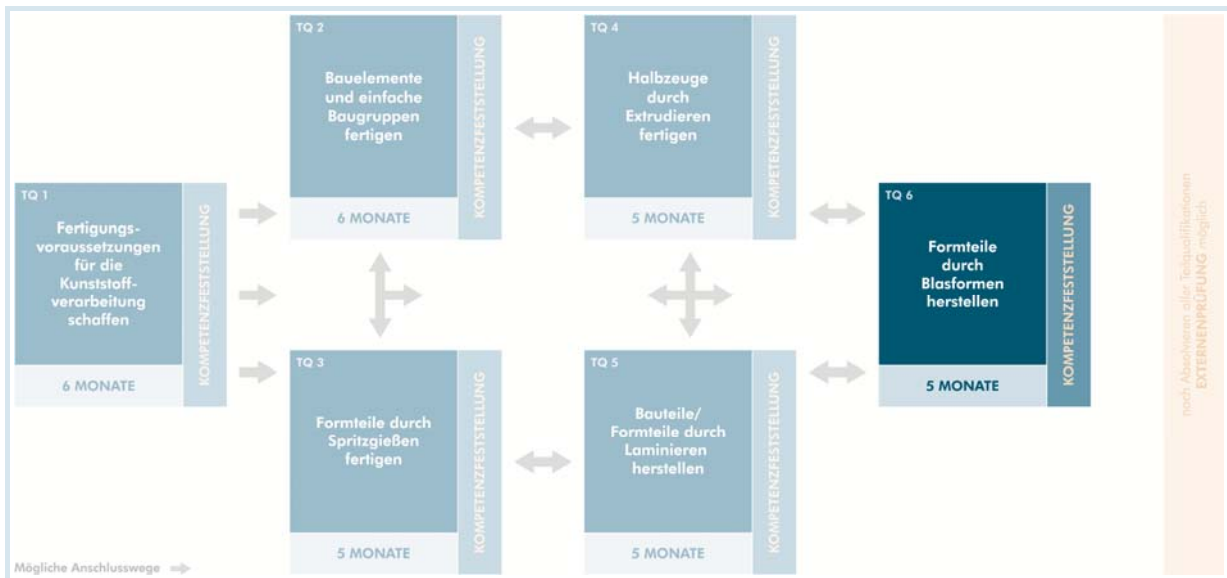 TQ 1
Fertigungs-
voraussetzungen
für die
Kunststoff-
verarbeitung
schaffen
6 MONATE
KOMPETENZFESTSTELLUNG
TQ 2
Bauelemente
und einfache
Baugruppen
fertigen
6 MONATE
KOMPETENZFESTSTELLUNG
TQ 3
Formteile durch
Spritzgießen
fertigen
5 MONATE
KOMPETENZFESTSTELLUNG
TQ 4
Halbzeuge
durch
Extrudieren
fertigen
5 MONATE
KOMPETENZFESTSTELLUNG
TQ 5
Bauteile/
Formteile durch
Laminieren
herstellen
5 MONATE
KOMPETENZFESTSTELLUNG
TQ 6
Formteile
durch
Blasformen
herstellen
5 MONATE
KOMPETENZFESTSTELLUNG
nach Absolvieren aller Teilqualifikationen
EXTERNENPRÜFUNG möglich
Mögliche Anschlusswege